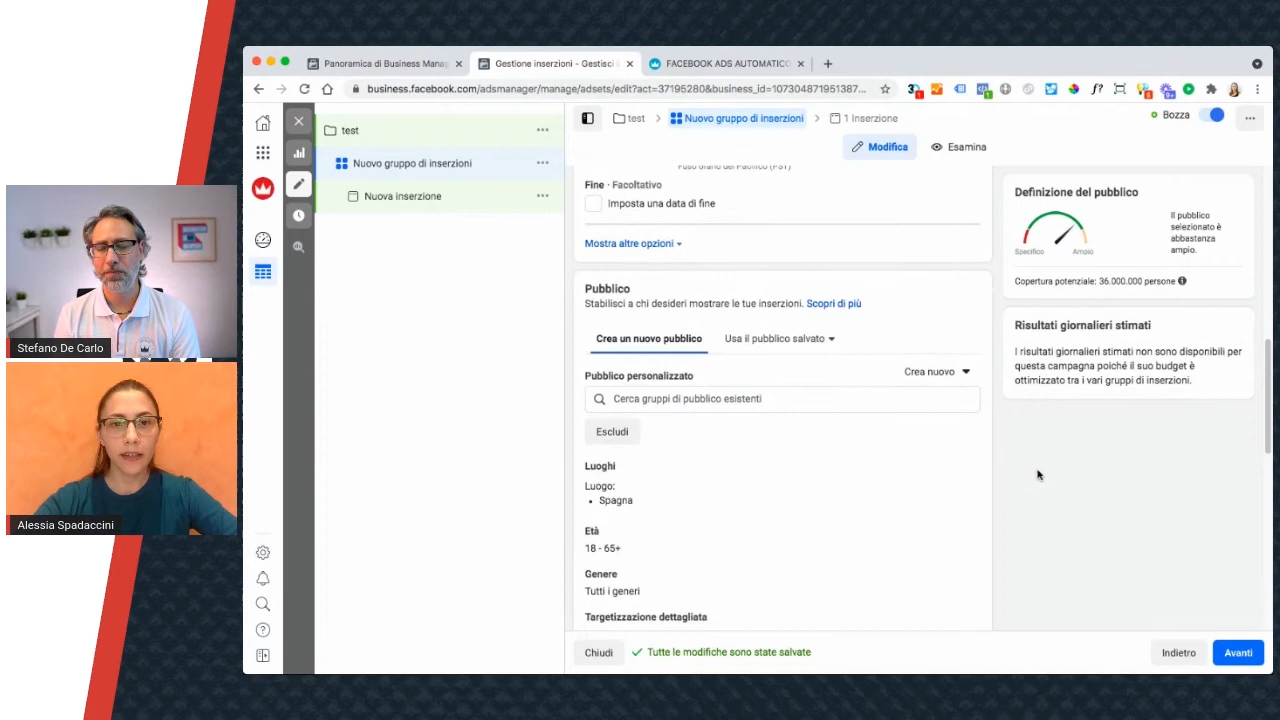 Panoramica di Business Mana
Gestione inserzioni - Gestisci
FACEBOOK ADS AUTOMATICO
business.facebook.com/adsmanager/manage/adsets/edit?act=37195280&business_id=107304871951387...
test
Nuovo gruppo di inserzioni
Nuova inserzione
test
Nuovo gruppo di inserzioni
1 Inserzione
Bozza
Modifica
Esamina
Fuso orario del Pacifico (PST)
Fine · Facoltativo
Imposta una data di fine
Mostra altre opzioni
Pubblico
Stabilisci a chi desideri mostrare le tue inserzioni. Scopri di più
Crea un nuovo pubblico
Usa il pubblico salvato
Pubblico personalizzato
Crea nuovo
Cerca gruppi di pubblico esistenti
Escludi
Luoghi
Luogo:
• Spagna
Età
18 - 65+
Genere
Tutti i generi
Targetizzazione dettagliata
Chiudi
Tutte le modifiche sono state salvate
Indietro
Avanti
Definizione del pubblico
Specifico
Ampio
Il pubblico
selezionato è
abbastanza
ampio.
Copertura potenziale: 36.000.000 persone
Risultati giornalieri stimati
I risultati giornalieri stimati non sono disponibili per
questa campagna poiché il suo budget è
ottimizzato tra i vari gruppi di inserzioni.
Stefano De Carlo
Alessia Spadaccini